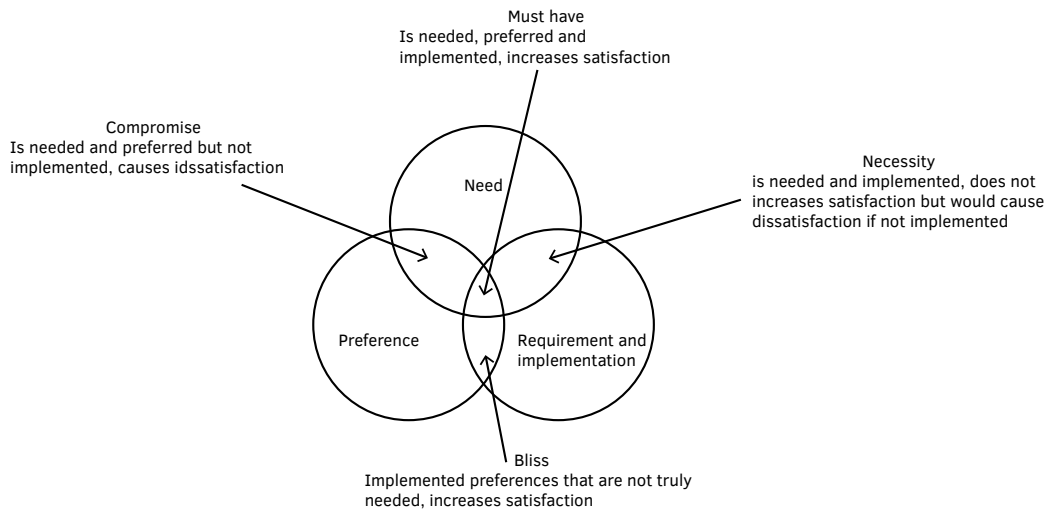 Must have
Is needed, preferred and
implemented, increases satisfaction
Compromise
Is needed and preferred but not
implemented, causes idssatisfaction
Necessity
is needed and implemented, does not
increases satisfaction but would cause
dissatisfaction if not implemented
Need
Preference
Requirement and
implementation
Bliss
Implemented preferences that are not truly
needed, increases satisfaction